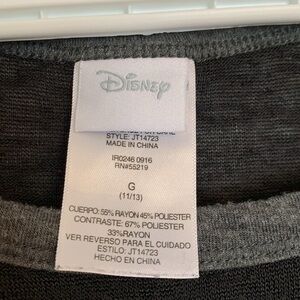 Disney
STYLE: JT14723
MADE IN CHINA
IR0246 0916
RN#55219
G
(11/13)
CUERPO: 55% RAYON 45% POLIESTER
CONTRASTE: 67% POLIESTER
33%RAYON
VER REVERSO PARA EL CUIDADO
ESTILO: JT14723
HECHO EN CHINA